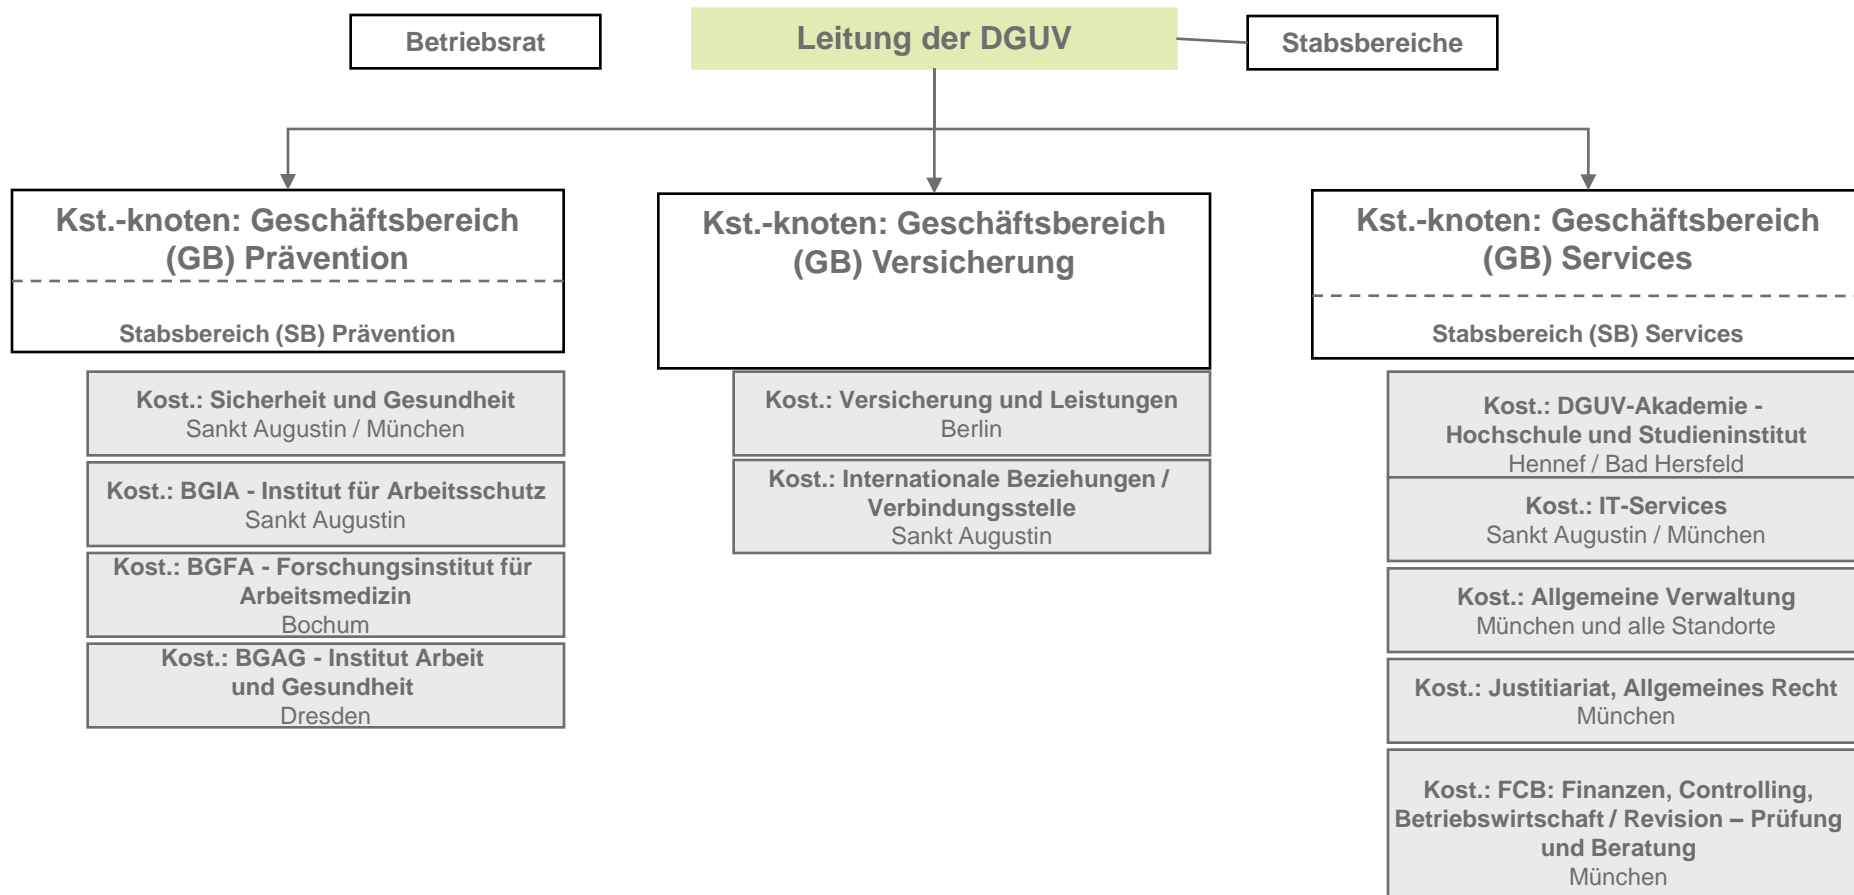 Betriebsrat
Leitung der DGUV
Stabsbereiche
Kst.-knoten: Geschäftsbereich
(GB) Prävention
Stabsbereich (SB) Prävention
Kost.: Sicherheit und Gesundheit
Sankt Augustin / München
Kost.: BGIA - Institut für Arbeitsschutz
Sankt Augustin
Kost.: BGFA - Forschungsinstitut für
Arbeitsmedizin
Bochum
Kost.: BGAG - Institut Arbeit
und Gesundheit
Dresden
Kst.-knoten: Geschäftsbereich
(GB) Versicherung
Kost.: Versicherung und Leistungen
Berlin
Kost.: Internationale Beziehungen /
Verbindungsstelle
Sankt Augustin
Kst.-knoten: Geschäftsbereich
(GB) Services
Stabsbereich (SB) Services
Kost.: DGUV-Akademie -
Hochschule und Studieninstitut
Hennef / Bad Hersfeld
Kost.: IT-Services
Sankt Augustin / München
Kost.: Allgemeine Verwaltung
München und alle Standorte
Kost.: Justitiariat, Allgemeines Recht
München
Kost.: FCB: Finanzen, Controlling,
Betriebswirtschaft / Revision – Prüfung
und Beratung
München